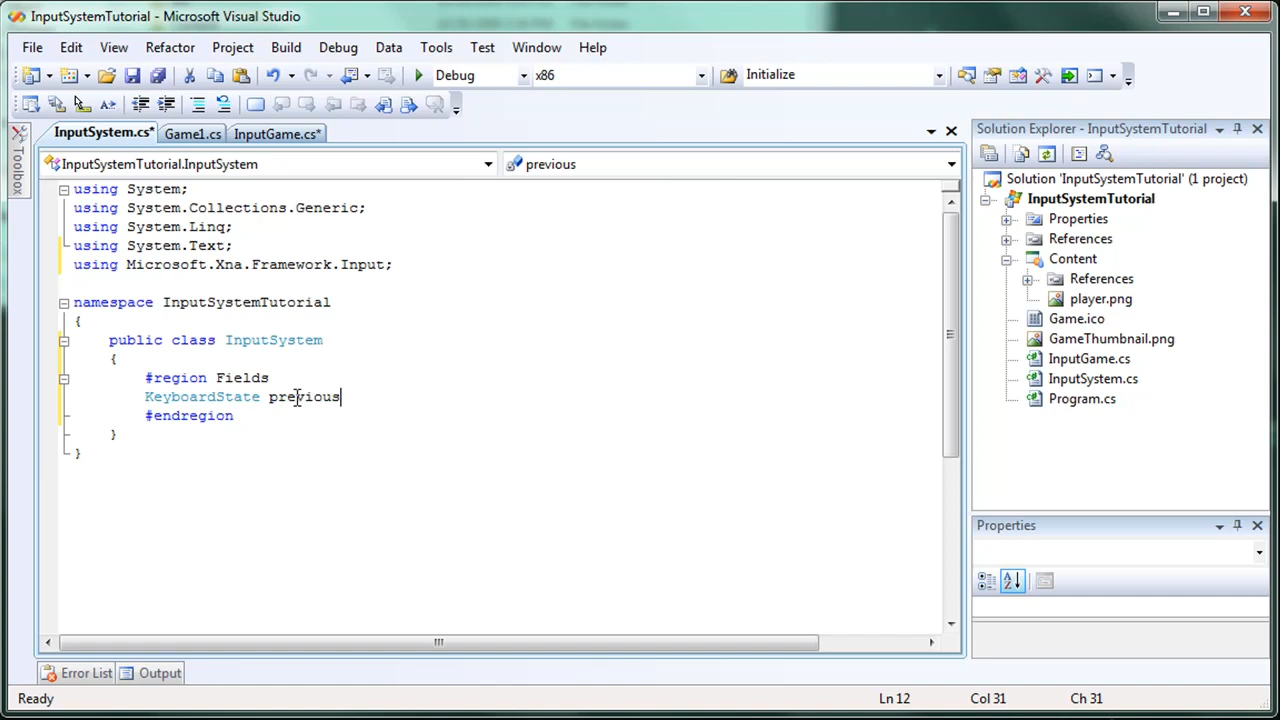 InputSystemTutorial - Microsoft Visual Studio
File Edit View Refactor Project Build Debug Data Tools Test Window Help
Debug x86 Initialize
InputSystem.cs* Game1.cs InputGame.cs*
InputSystemTutorial.InputSystem previous
Toolbox
using System;
using System.Collections.Generic;
using System.Linq;
using System.Text;
using Microsoft.Xna.Framework.Input;
namespace InputSystemTutorial
{
public class InputSystem
{
#region Fields
KeyboardState previous
#endregion
}
}
Solution Explorer - InputSystemTutorial
Solution 'InputSystemTutorial' (1 project)
InputSystemTutorial
Properties
References
Content
References
player.png
Game.ico
GameThumbnail.png
InputGame.cs
InputSystem.cs
Program.cs
Properties
Error List Output
Ready Ln 12 Col 31 Ch 31